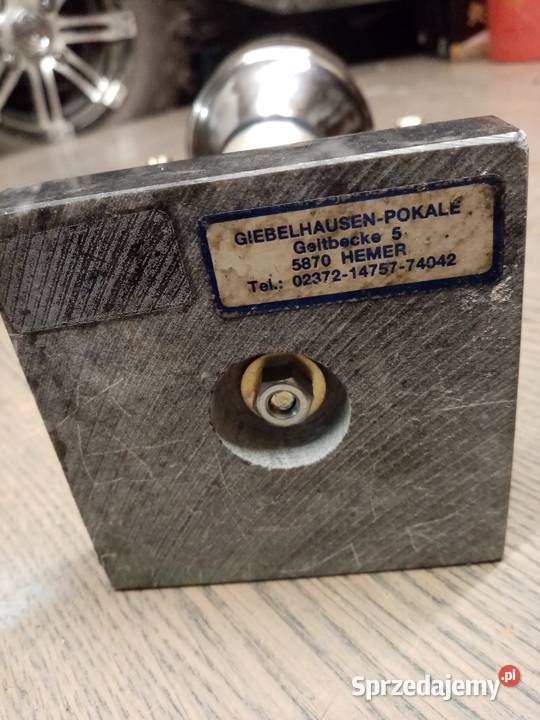 GIEBELHAUSEN-POKALE
Geitbecke 5
5870 HEMER
Tel.: 02372-14757-74042
Sprzedajemy.pl